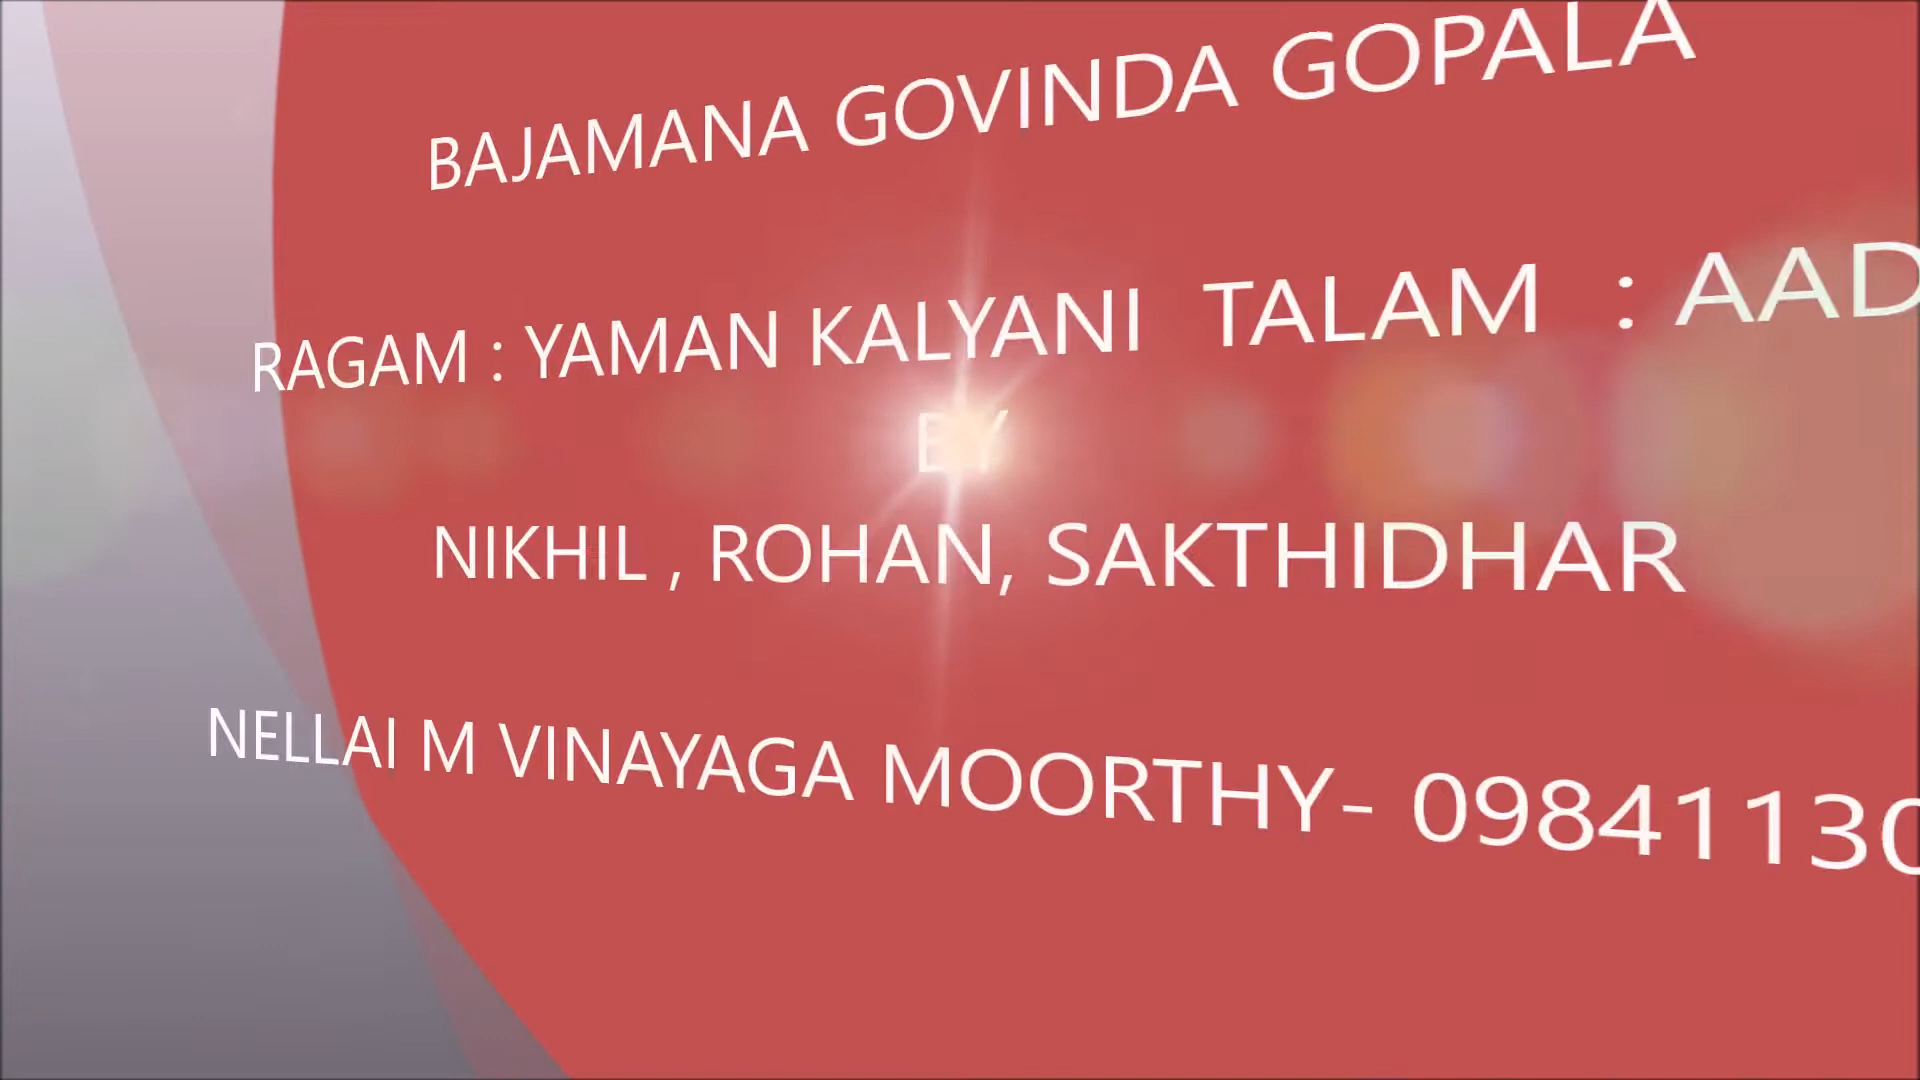 BAJAMANA GOVINDA GOPALA
RAGAM : YAMAN KALYANI TALAM : AAD
BY
NIKHIL , ROHAN, SAKTHIDHAR
NELLAI M VINAYAGA MOORTHY- 09841130